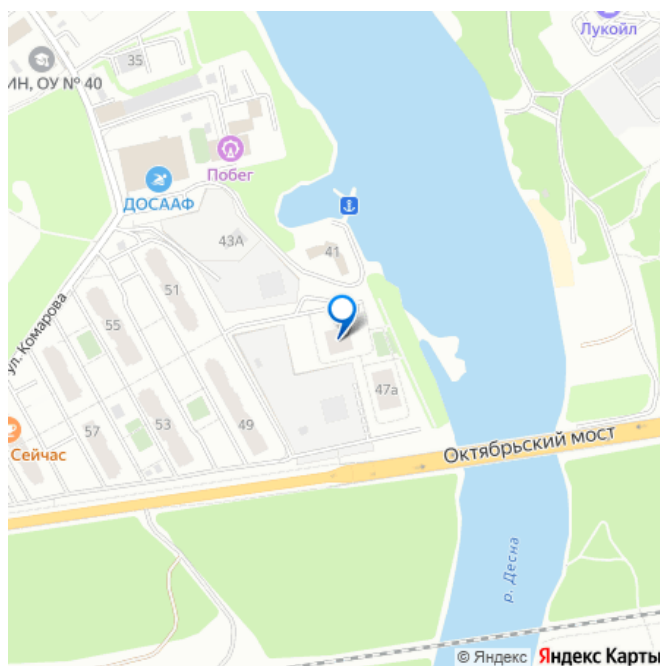 Лукойл
35
ИН, ОУ № 40
Побег
ДОСААФ
43А
41
51
ул. Комарова
55
47а
53
49
57
Сейчас
Октябрьский мост
р. Десна
© Яндекс Яндекс Карты